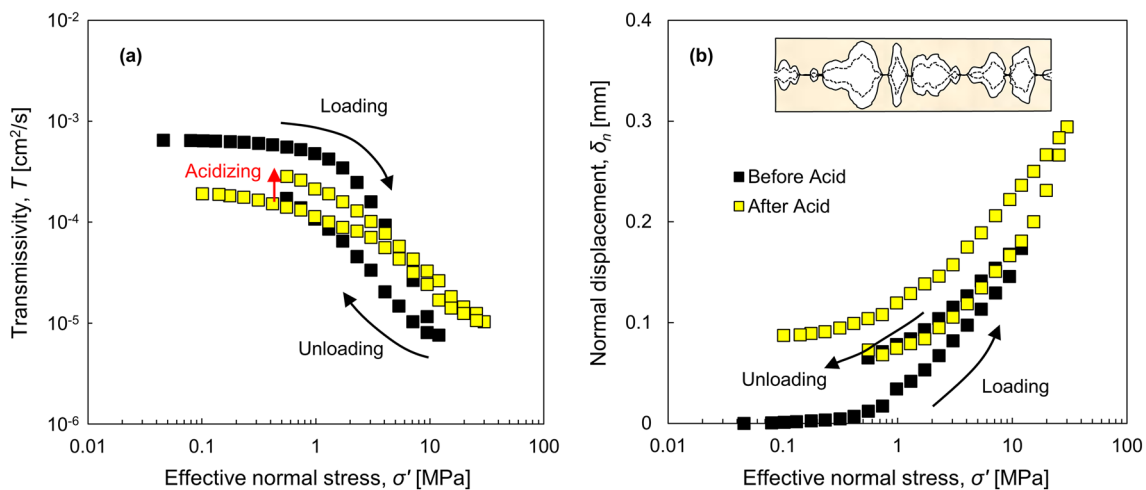 (a)
10⁻²
10⁻³
10⁻⁴
10⁻⁵
10⁻⁶
Transmissivity, T [cm²/s]
Loading
Acidizing
Unloading
0.01 0.1 1 10 100
Effective normal stress, σ′ [MPa]
(b)
0.4
0.3
0.2
0.1
0
Normal displacement, δₙ [mm]
Before Acid
After Acid
Unloading
Loading
0.01 0.1 1 10 100
Effective normal stress, σ′ [MPa]